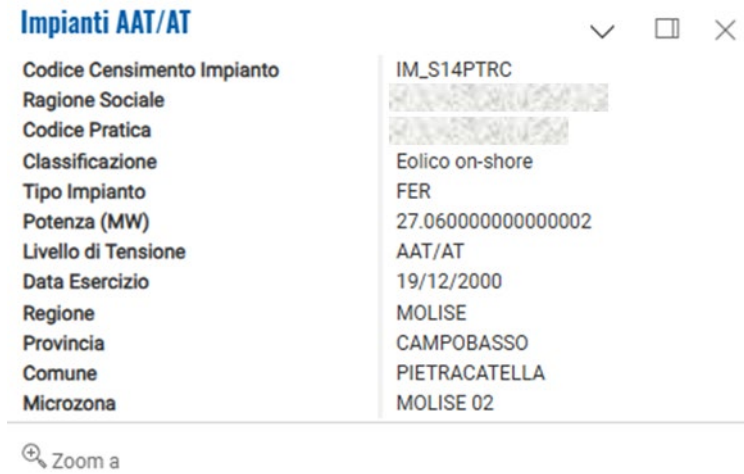 Impianti AAT/AT
Codice Censimento Impianto IM_S14PTRC
Ragione Sociale
Codice Pratica
Classificazione Eolico on-shore
Tipo Impianto FER
Potenza (MW) 27.060000000000002
Livello di Tensione AAT/AT
Data Esercizio 19/12/2000
Regione MOLISE
Provincia CAMPOBASSO
Comune PIETRACATELLA
Microzona MOLISE 02
Zoom a